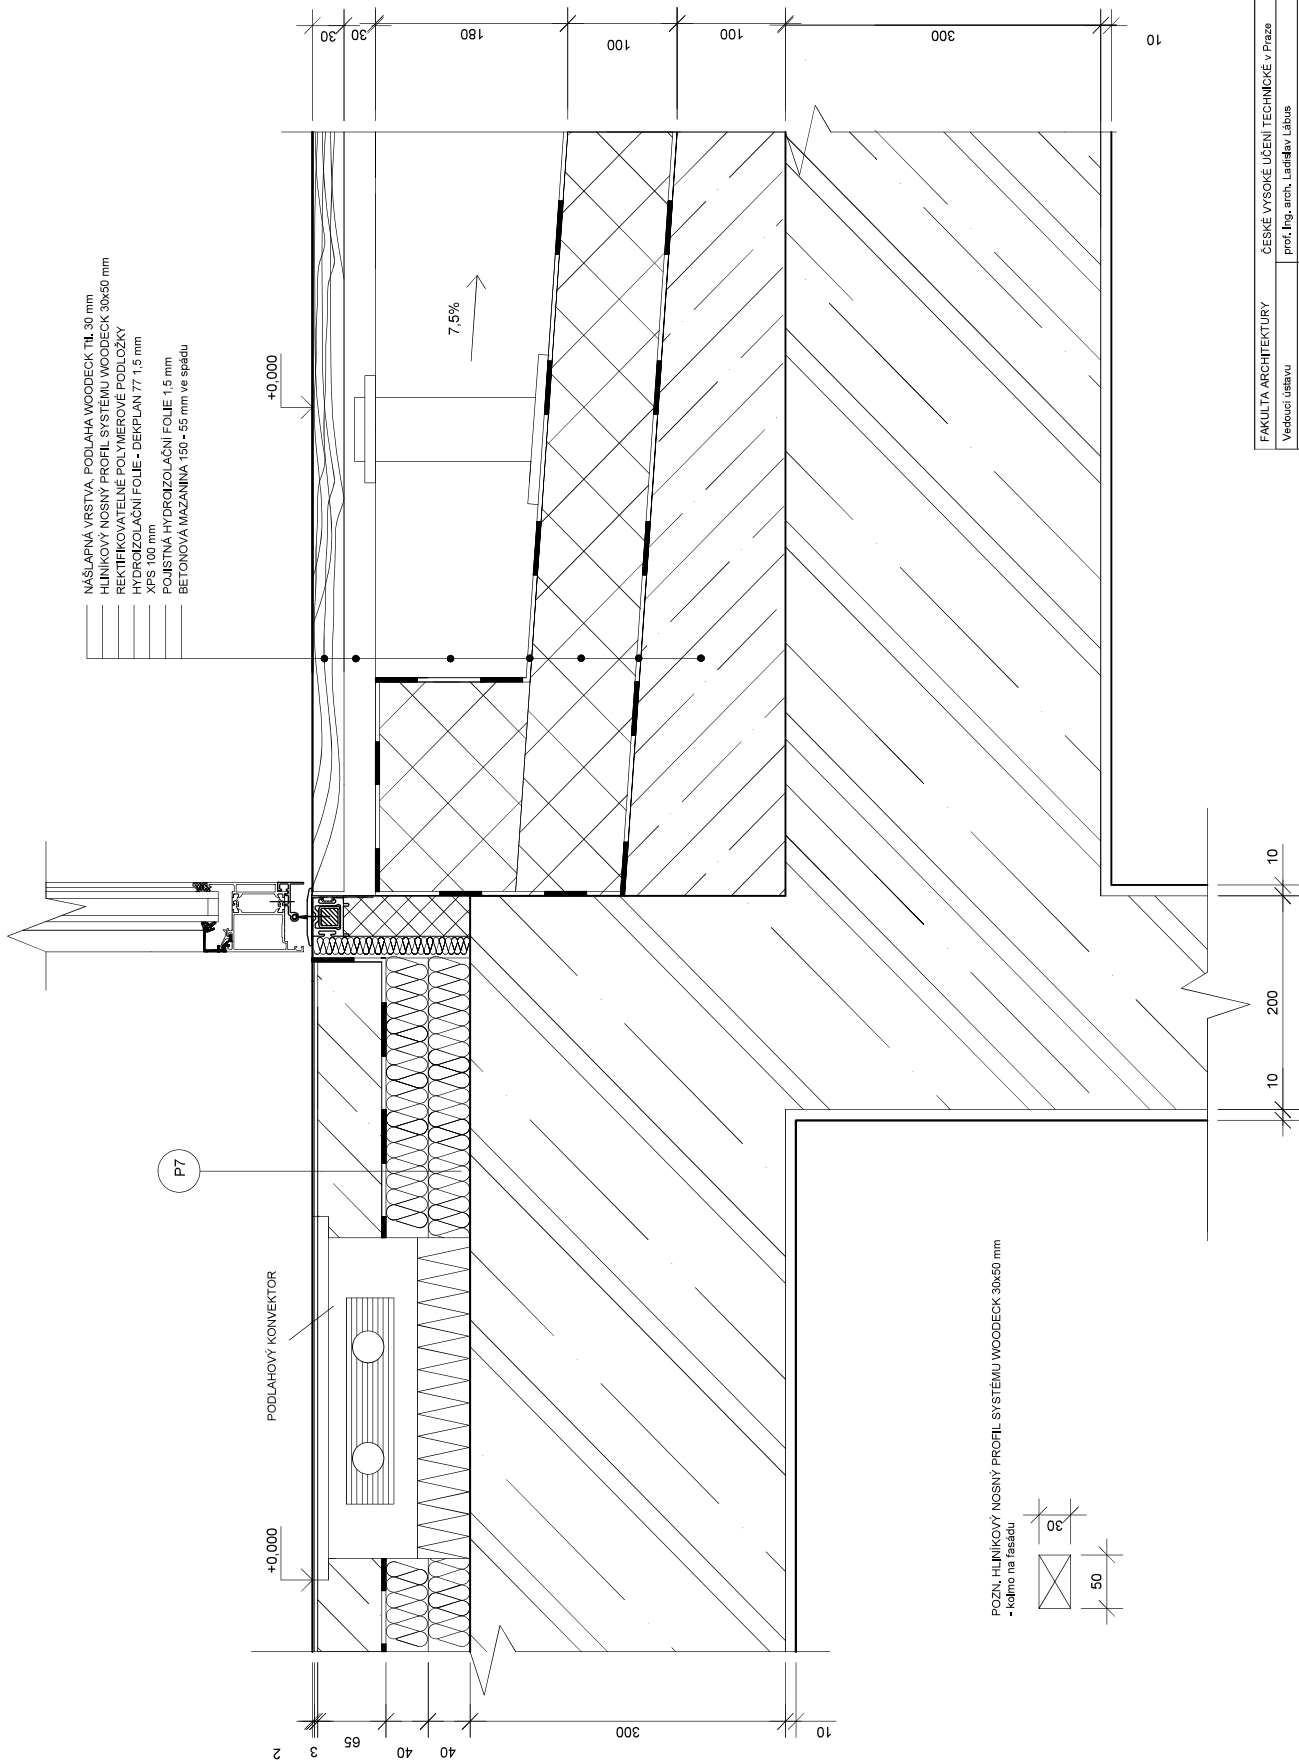 NÁŠLAPNÁ VRSTVA, PODLAHA WOODECK Tl. 30 mm
HLINÍKOVÝ NOSNÝ PROFIL SYSTÉMU WOODECK 30x50 mm
REKTIFIKOVATELNÉ POLYMEROVÉ PODLOŽKY
HYDROIZOLAČNÍ FOLIE - DEKPLAN 77 1,5 mm
XPS 100 mm
POJISTNÁ HYDROIZOLAČNÍ FOLIE 1,5 mm
BETONOVÁ MAZANINA 150 - 55 mm ve spádu
+0,000
7,5%
P7
PODLAHOVÝ KONVEKTOR
+0,000
30
30
180
100
100
300
10
2
3
65
40
40
300
10
10
200
10
POZN. HLINÍKOVÝ NOSNÝ PROFIL SYSTÉMU WOODECK 30x50 mm
- kolmo na fasádu
30
50
FAKULTA ARCHITEKTURY ČESKÉ VYSOKÉ UČENÍ TECHNICKÉ v Praze
Vedoucí ústavu prof. Ing. arch. Ladislav Lábus